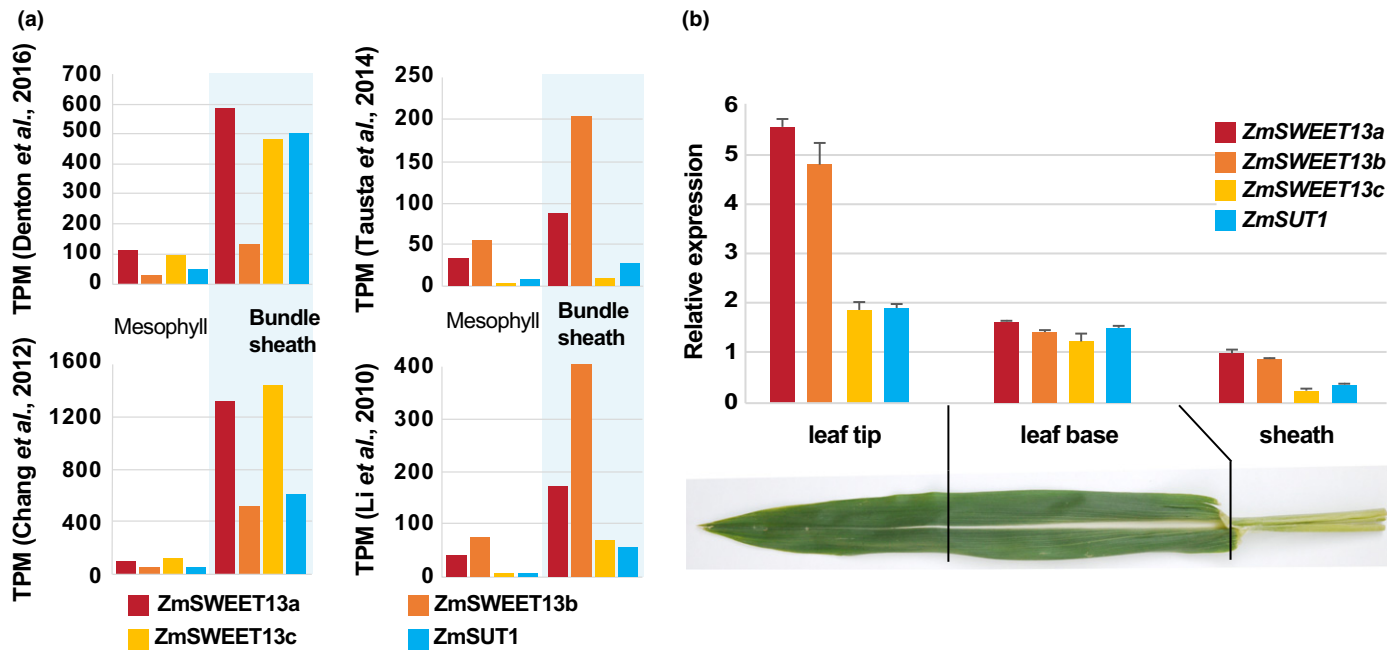 (a)
TPM (Denton et al., 2016)
700
600
500
400
300
200
100
0
Mesophyll
Bundle
sheath
TPM (Tausta et al., 2014)
250
200
150
100
50
0
Mesophyll
Bundle
sheath
TPM (Chang et al., 2012)
1600
1200
800
400
0
TPM (Li et al., 2010)
400
300
200
100
0
ZmSWEET13a
ZmSWEET13b
ZmSWEET13c
ZmSUT1
(b)
Relative expression
6
5
4
3
2
1
0
ZmSWEET13a
ZmSWEET13b
ZmSWEET13c
ZmSUT1
leaf tip
leaf base
sheath